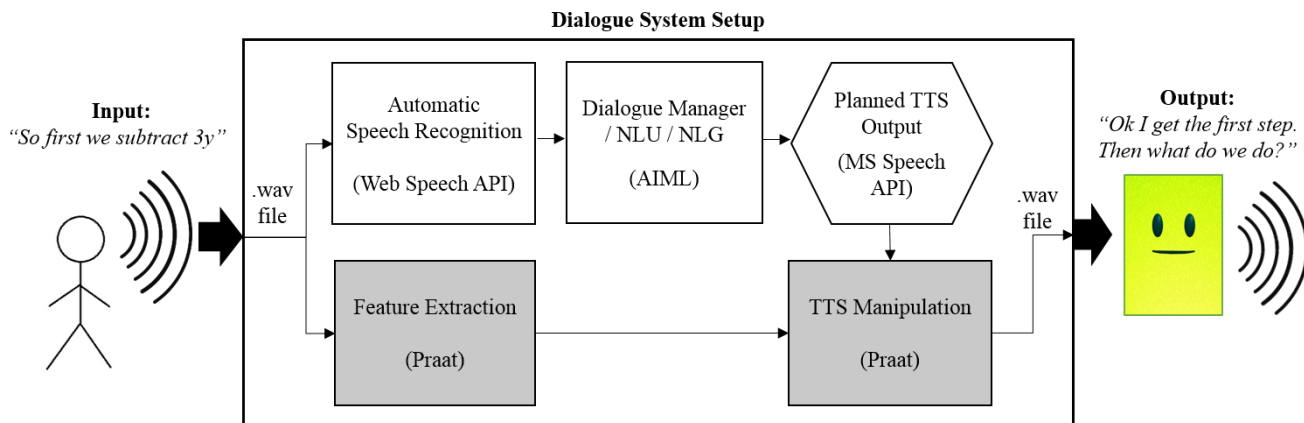 Dialogue System Setup
Input:
“So first we subtract 3y”
.wav
file
Automatic
Speech Recognition
(Web Speech API)
Dialogue Manager
/ NLU / NLG
(AIML)
Planned TTS
Output
(MS Speech
API)
Feature Extraction
(Praat)
TTS Manipulation
(Praat)
.wav
file
Output:
“Ok I get the first step.
Then what do we do?”